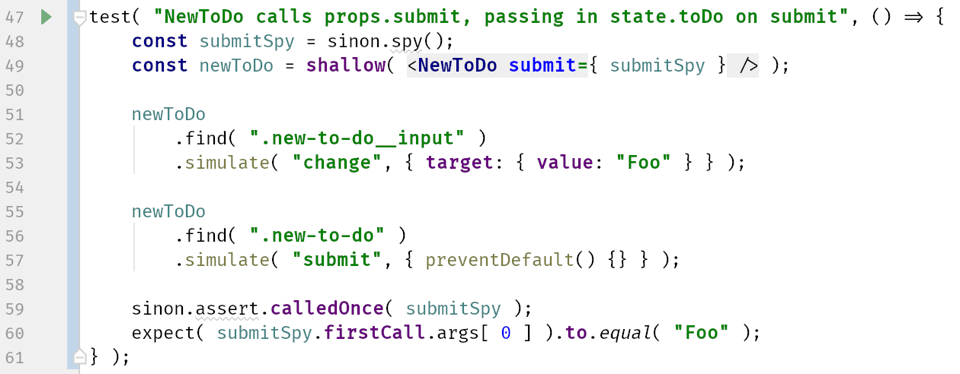 47 test( "NewToDo calls props.submit, passing in state.toDo on submit", () => {
48     const submitSpy = sinon.spy();
49     const newToDo = shallow( <NewToDo submit={ submitSpy } /> );
50
51     newToDo
52         .find( ".new-to-do__input" )
53         .simulate( "change", { target: { value: "Foo" } } );
54
55     newToDo
56         .find( ".new-to-do" )
57         .simulate( "submit", { preventDefault() {} } );
58
59     sinon.assert.calledOnce( submitSpy );
60     expect( submitSpy.firstCall.args[ 0 ] ).to.equal( "Foo" );
61 } );